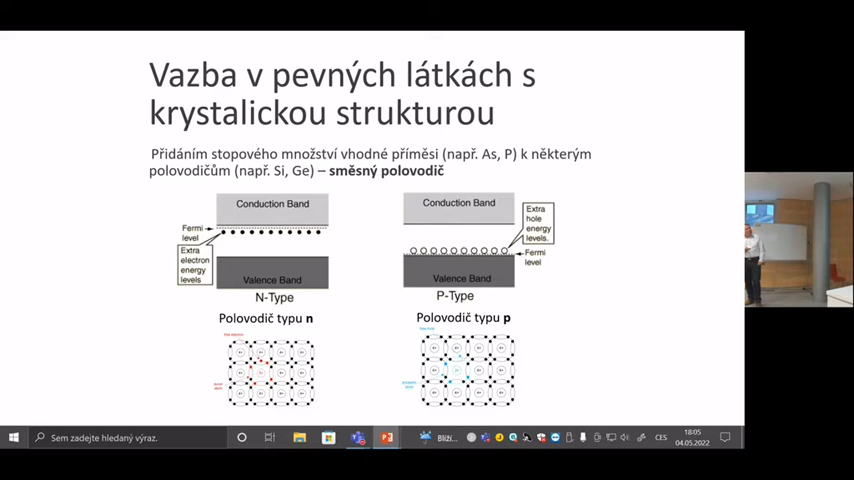 Vazba v pevných látkách s
krystalickou strukturou
Přidáním stopového množství vhodné příměsi (např. As, P) k některým
polovodičům (např. Si, Ge) – směsný polovodič
Conduction Band
Fermi
level
Extra
electron
energy
levels
Valence Band
N-Type
Conduction Band
Extra
hole
energy
levels.
Fermi
level
Valence Band
P-Type
Polovodič typu n
Polovodič typu p
Sem zadejte hledaný výraz.
Blíží...
CES
18:05
04.05.2022